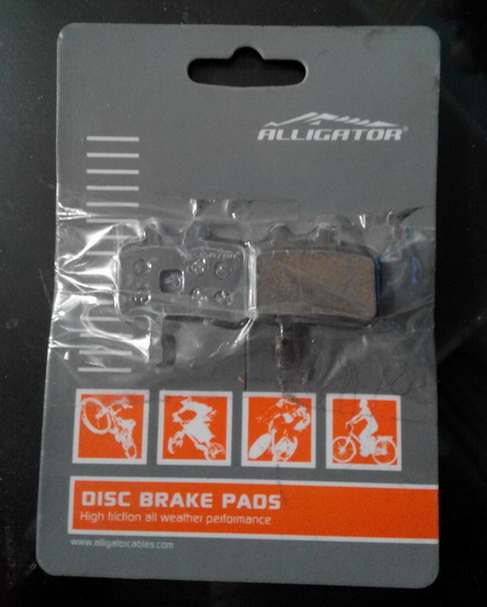 ALLIGATOR®
DISC BRAKE PADS
High friction all weather performance
www.alligatorcables.com